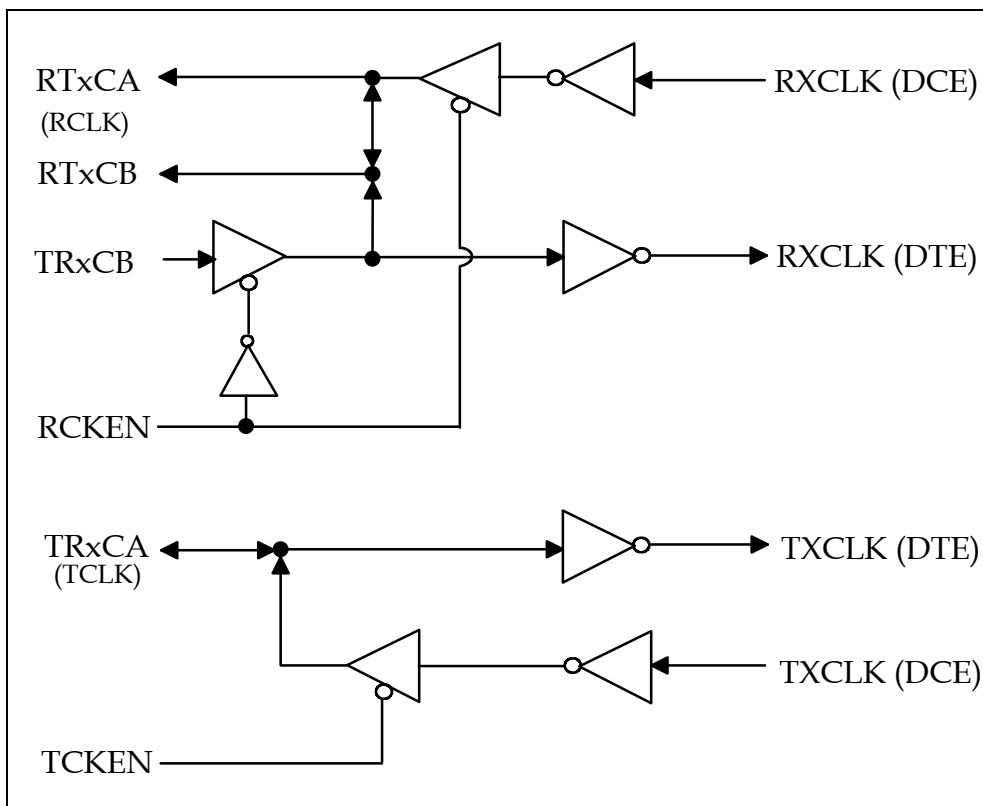 RTxCA
(RCLK)
RXCLK (DCE)
RTxCB
TRxCB
RXCLK (DTE)
RCKEN
TRxCA
(TCLK)
TXCLK (DTE)
TXCLK (DCE)
TCKEN